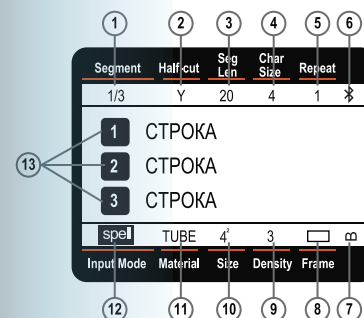 1 2 3 4 5 6
Segment Half-cut Seg Len Char Size Repeat
1/3 Y 20 4 1
1 СТРОКА
13
2 СТРОКА
3 СТРОКА
spell TUBE 4² 3 B
Input Mode Material Size Density Frame
12 11 10 9 8 7